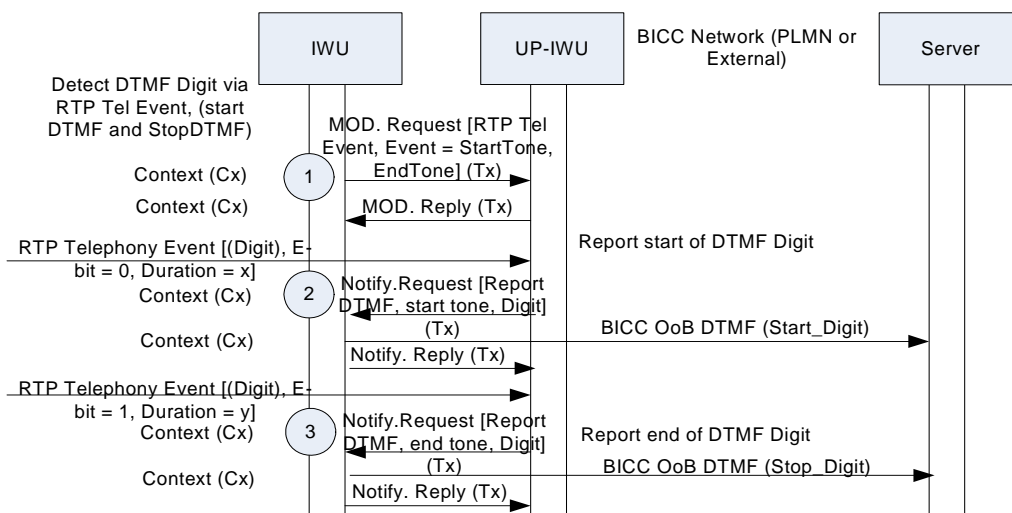 IWU
UP-IWU
BICC Network (PLMN or
External)
Server
Detect DTMF Digit via
RTP Tel Event, (start
DTMF and StopDTMF)
MOD. Request [RTP Tel
Event, Event = StartTone,
EndTone] (Tx)
Context (Cx)
1
Context (Cx)
MOD. Reply (Tx)
RTP Telephony Event [(Digit), E-
bit = 0, Duration = x]
Report start of DTMF Digit
Context (Cx)
2
Notify.Request [Report
DTMF, start tone, Digit]
(Tx)
Context (Cx)
BICC OoB DTMF (Start_Digit)
Notify. Reply (Tx)
RTP Telephony Event [(Digit), E-
bit = 1, Duration = y]
Context (Cx)
3
Notify.Request [Report
DTMF, end tone, Digit]
(Tx)
Report end of DTMF Digit
Context (Cx)
BICC OoB DTMF (Stop_Digit)
Notify. Reply (Tx)